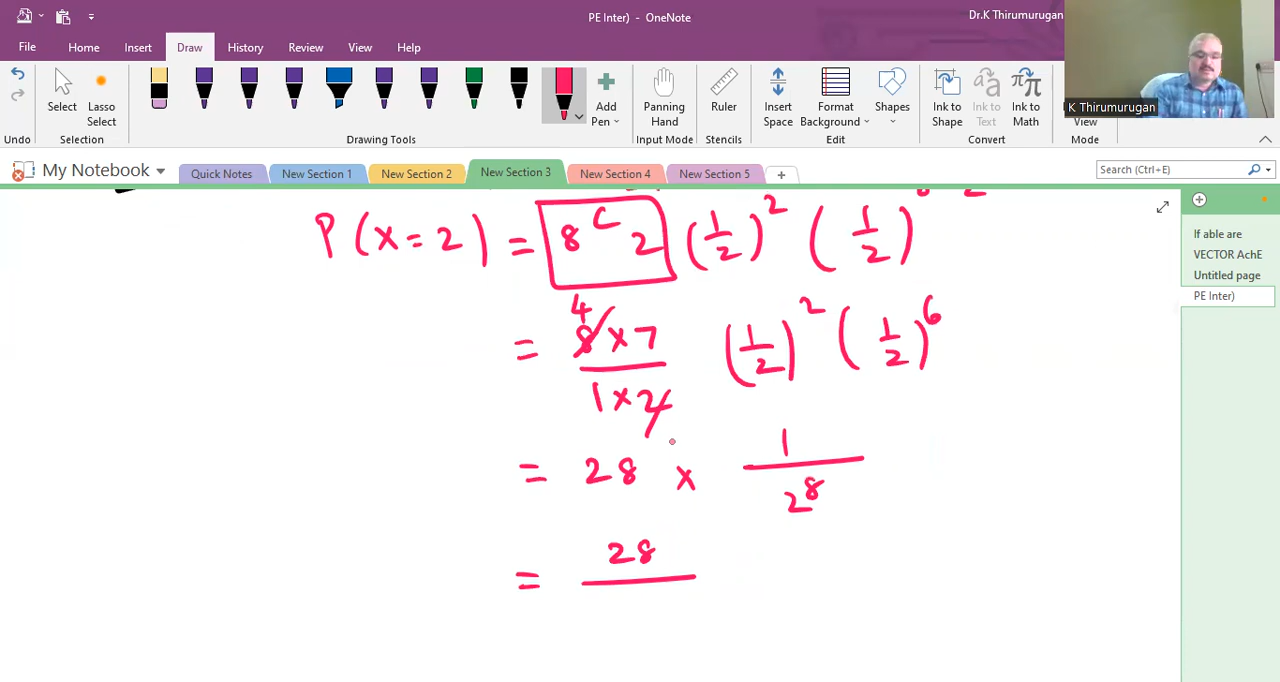 PE Inter) - OneNote
Dr.K Thirumurugan
File Home Insert Draw History Review View Help
Undo
Select
Lasso Select
Add Pen
Panning Hand
Ruler
Insert Space
Format Background
Shapes
Ink to Shape
Ink to Text
Ink to Math
View
K Thirumurugan
Undo Selection Drawing Tools Input Mode Stencils Edit Convert Mode
My Notebook Quick Notes New Section 1 New Section 2 New Section 3 New Section 4 New Section 5 + Search (Ctrl+E)
If able are
VECTOR AchE
Untitled page
PE Inter)
P(x=2) = 8C2 (1/2)² (1/2)
4
= 8×7 / 1×2 (1/2)² (1/2)⁶
= 28 × 1/2⁸
= 28